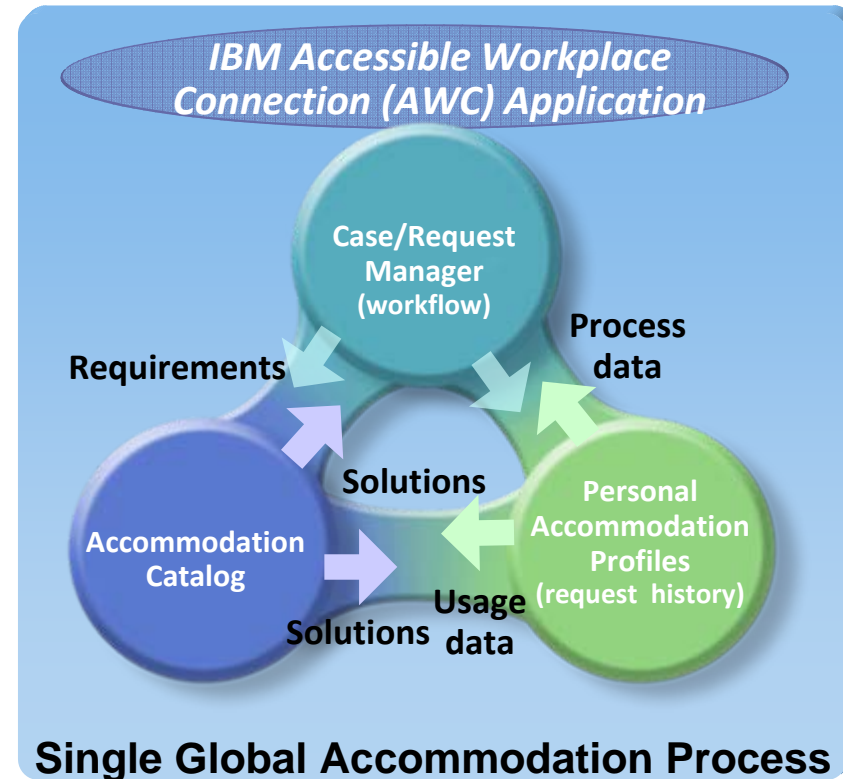 IBM Accessible Workplace
Connection (AWC) Application
Case/Request
Manager
(workflow)
Process
data
Requirements
Solutions
Personal
Accommodation
Profiles
(request history)
Accommodation
Catalog
Usage
data
Solutions
Single Global Accommodation Process